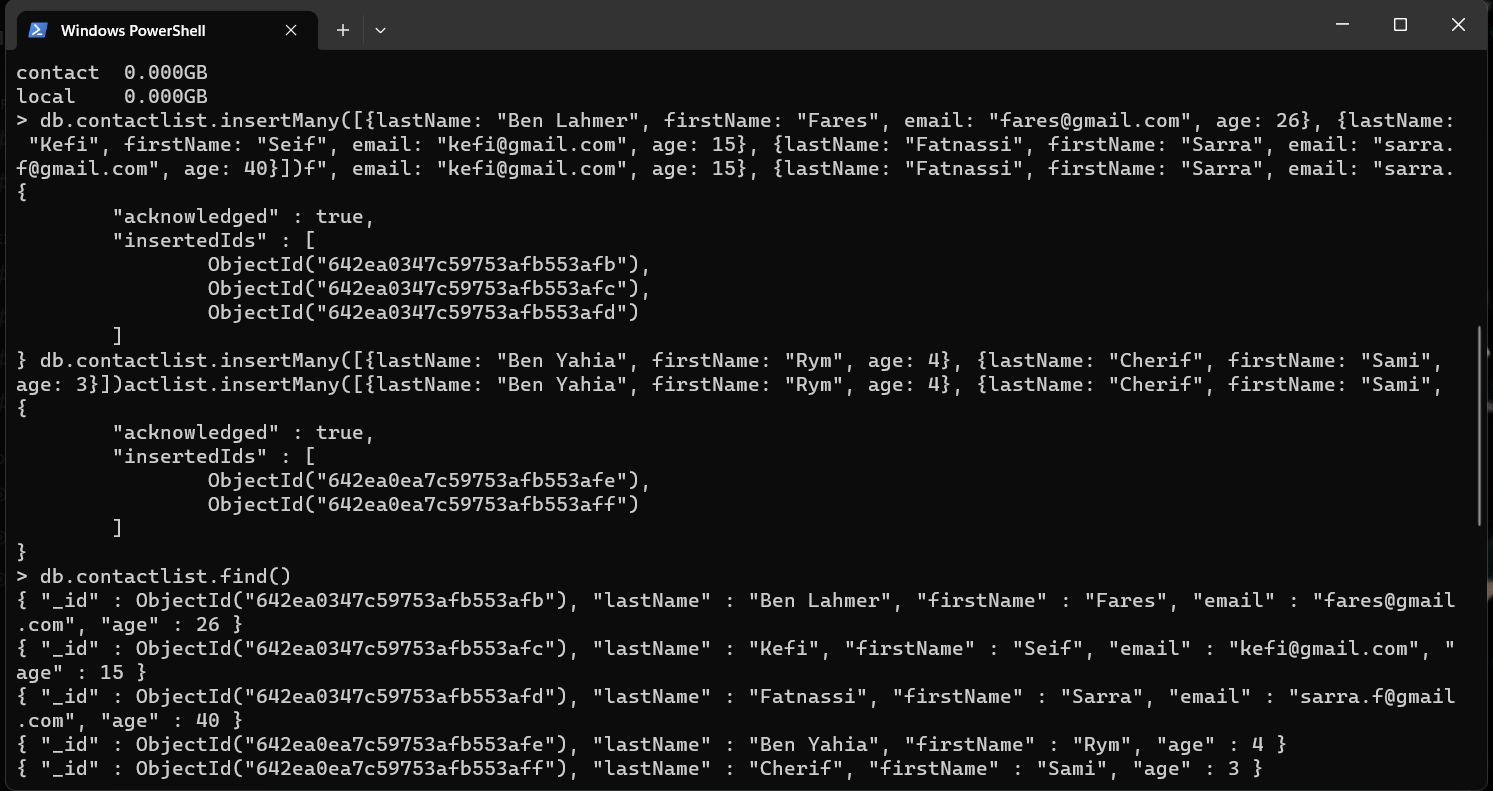 Windows PowerShell
contact  0.000GB
local    0.000GB
> db.contactlist.insertMany([{lastName: "Ben Lahmer", firstName: "Fares", email: "fares@gmail.com", age: 26}, {lastName:
 "Kefi", firstName: "Seif", email: "kefi@gmail.com", age: 15}, {lastName: "Fatnassi", firstName: "Sarra", email: "sarra.
f@gmail.com", age: 40}])f", email: "kefi@gmail.com", age: 15}, {lastName: "Fatnassi", firstName: "Sarra", email: "sarra.
{
        "acknowledged" : true,
        "insertedIds" : [
                ObjectId("642ea0347c59753afb553afb"),
                ObjectId("642ea0347c59753afb553afc"),
                ObjectId("642ea0347c59753afb553afd")
        ]
} db.contactlist.insertMany([{lastName: "Ben Yahia", firstName: "Rym", age: 4}, {lastName: "Cherif", firstName: "Sami",
age: 3}])actlist.insertMany([{lastName: "Ben Yahia", firstName: "Rym", age: 4}, {lastName: "Cherif", firstName: "Sami",
{
        "acknowledged" : true,
        "insertedIds" : [
                ObjectId("642ea0ea7c59753afb553afe"),
                ObjectId("642ea0ea7c59753afb553aff")
        ]
}
> db.contactlist.find()
{ "_id" : ObjectId("642ea0347c59753afb553afb"), "lastName" : "Ben Lahmer", "firstName" : "Fares", "email" : "fares@gmail
.com", "age" : 26 }
{ "_id" : ObjectId("642ea0347c59753afb553afc"), "lastName" : "Kefi", "firstName" : "Seif", "email" : "kefi@gmail.com", "
age" : 15 }
{ "_id" : ObjectId("642ea0347c59753afb553afd"), "lastName" : "Fatnassi", "firstName" : "Sarra", "email" : "sarra.f@gmail
.com", "age" : 40 }
{ "_id" : ObjectId("642ea0ea7c59753afb553afe"), "lastName" : "Ben Yahia", "firstName" : "Rym", "age" : 4 }
{ "_id" : ObjectId("642ea0ea7c59753afb553aff"), "lastName" : "Cherif", "firstName" : "Sami", "age" : 3 }